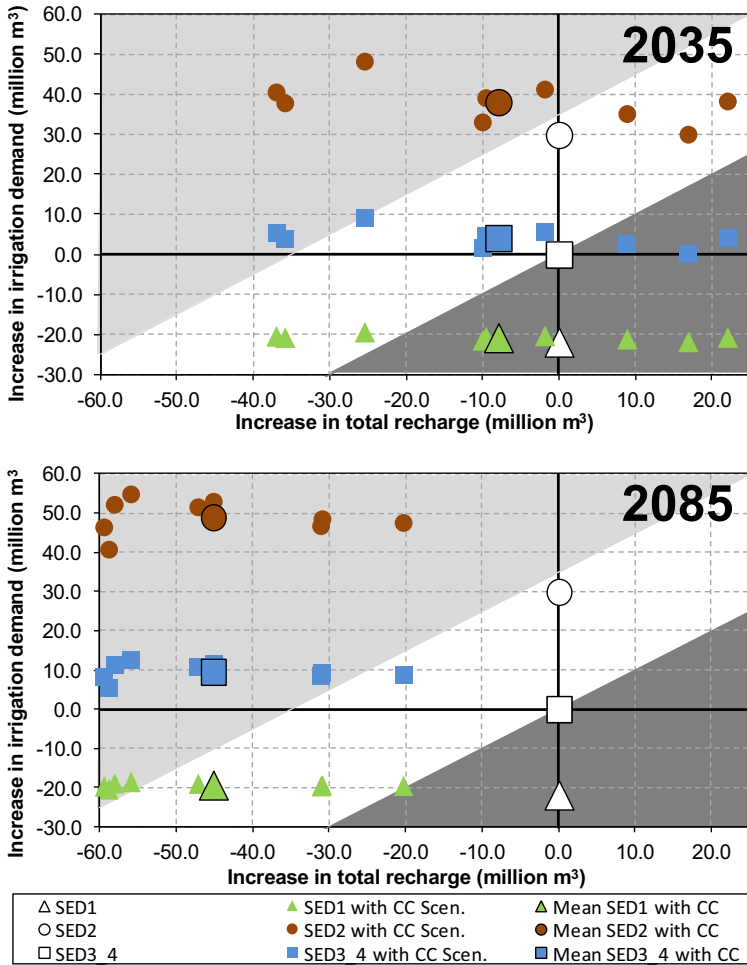 60.0
50.0
40.0
30.0
20.0
10.0
0.0
-10.0
-20.0
-30.0
Increase in irrigation demand (million m³)
2035
-60.0 -50.0 -40.0 -30.0 -20.0 -10.0 0.0 10.0 20.0
Increase in total recharge (million m³)
60.0
50.0
40.0
30.0
20.0
10.0
0.0
-10.0
-20.0
-30.0
Increase in irrigation demand (million m³
2085
-60.0 -50.0 -40.0 -30.0 -20.0 -10.0 0.0 10.0 20.0
Increase in total recharge (million m³)
SED1 SED1 with CC Scen. Mean SED1 with CC
SED2 SED2 with CC Scen. Mean SED2 with CC
SED3_4 SED3_4 with CC Scen. Mean SED3_4 with CC